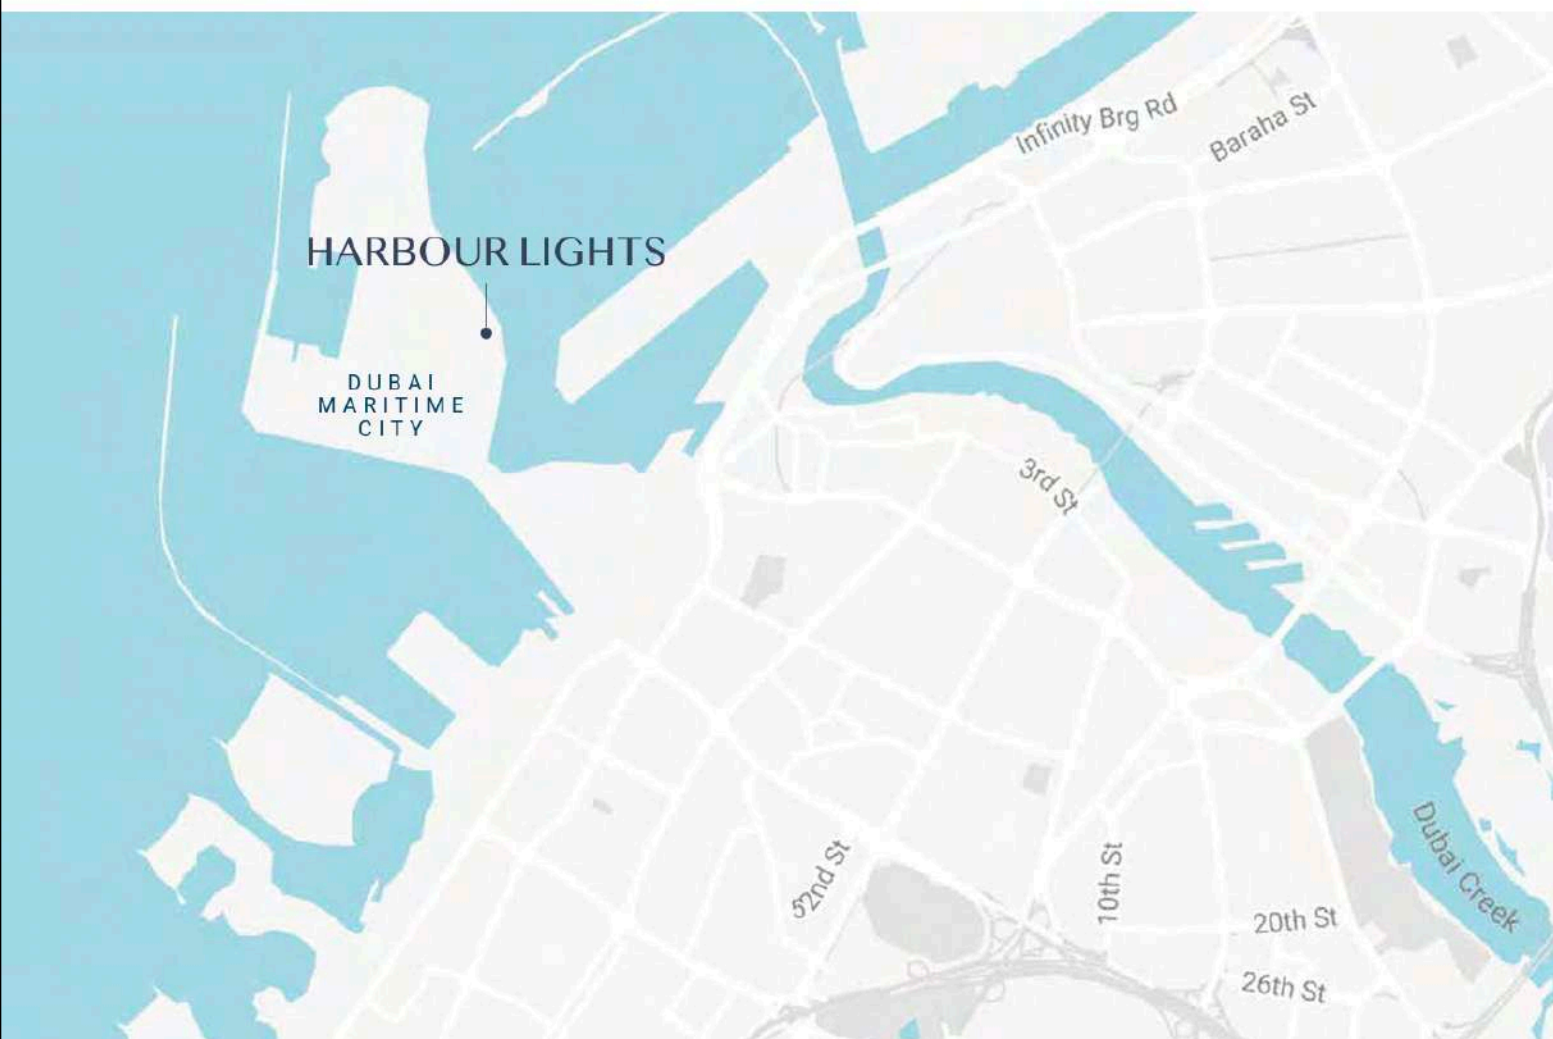 Infinity Brg Rd
Baraha St
HARBOUR LIGHTS
DUBAI
MARITIME
CITY
3rd St
52nd St
10th St
Dubai Creek
20th St
26th St